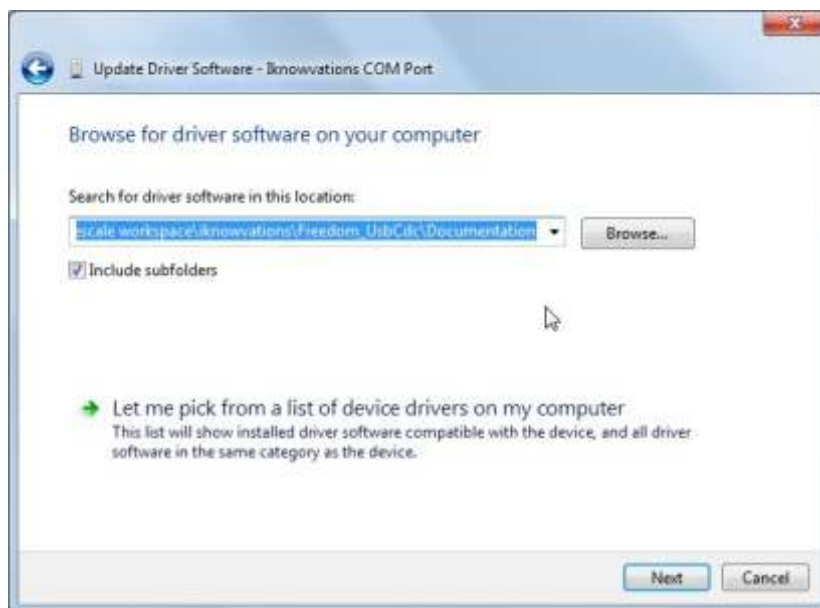 Update Driver Software - Iknowvations COM Port
Browse for driver software on your computer
Search for driver software in this location:
escale workspace\iknowvations\Freedom_UsbCdc\Documentation
Browse...
Include subfolders
Let me pick from a list of device drivers on my computer
This list will show installed driver software compatible with the device, and all driver
software in the same category as the device.
Next
Cancel